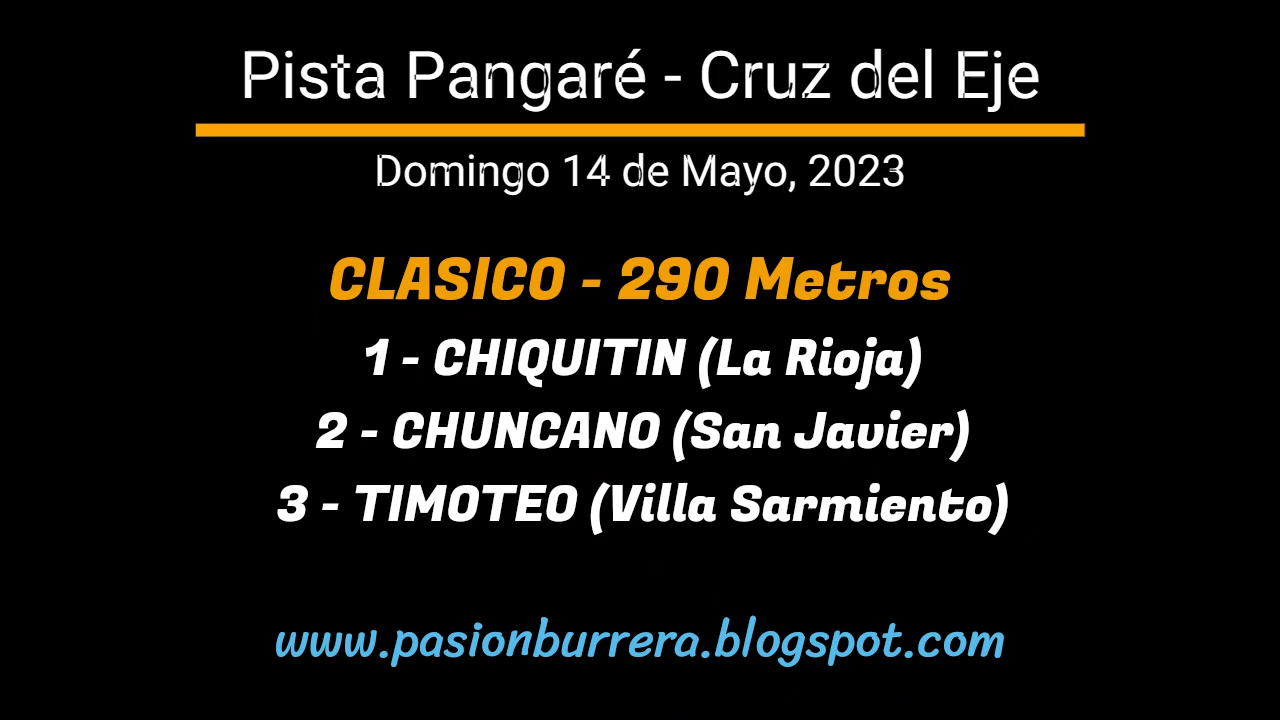 Pista Pangaré - Cruz del Eje
Domingo 14 de Mayo, 2023
CLASICO - 290 Metros
1 - CHIQUITIN (La Rioja)
2 - CHUNCANO (San Javier)
3 - TIMOTEO (Villa Sarmiento)
www.pasionburrera.blogspot.com